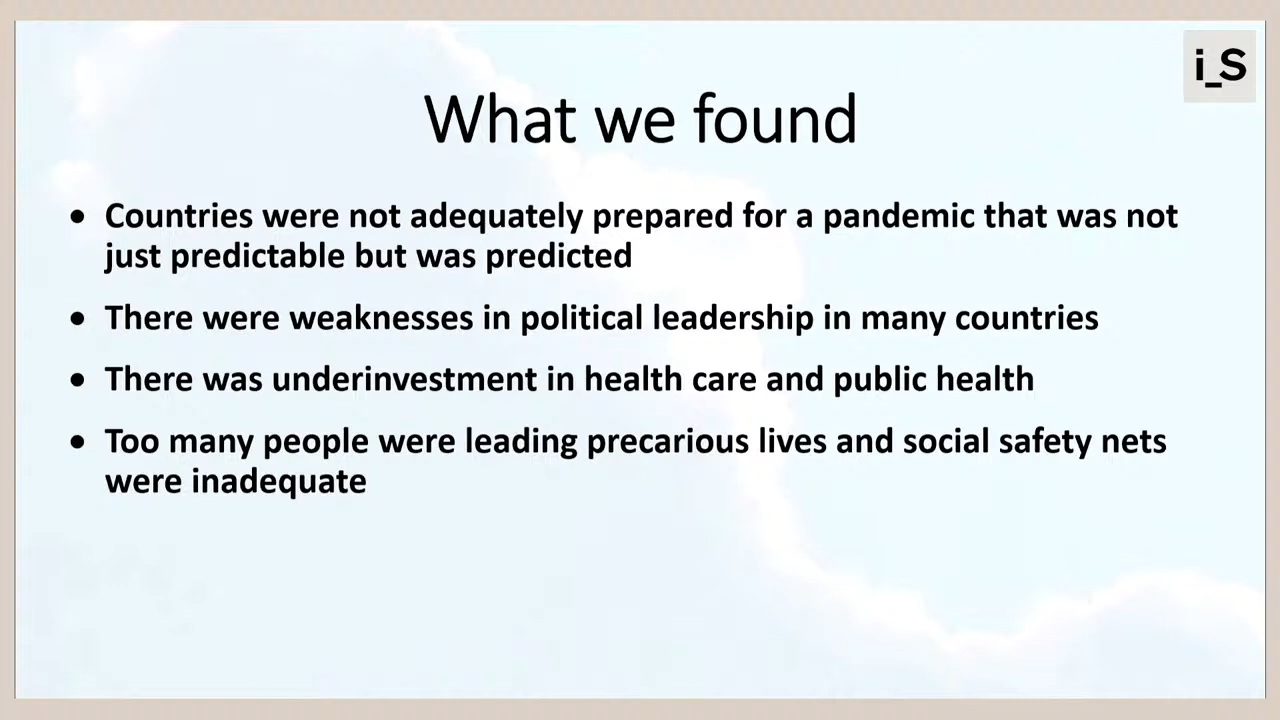 i_S
What we found
• Countries were not adequately prepared for a pandemic that was not
just predictable but was predicted
• There were weaknesses in political leadership in many countries
• There was underinvestment in health care and public health
• Too many people were leading precarious lives and social safety nets
were inadequate